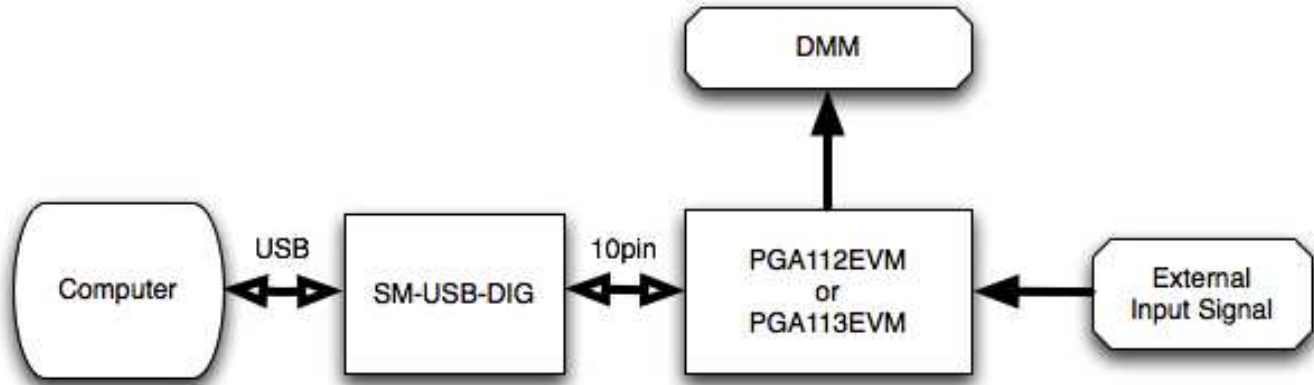 DMM
USB
10pin
Computer
SM-USB-DIG
PGA112EVM
or
PGA113EVM
External
Input Signal